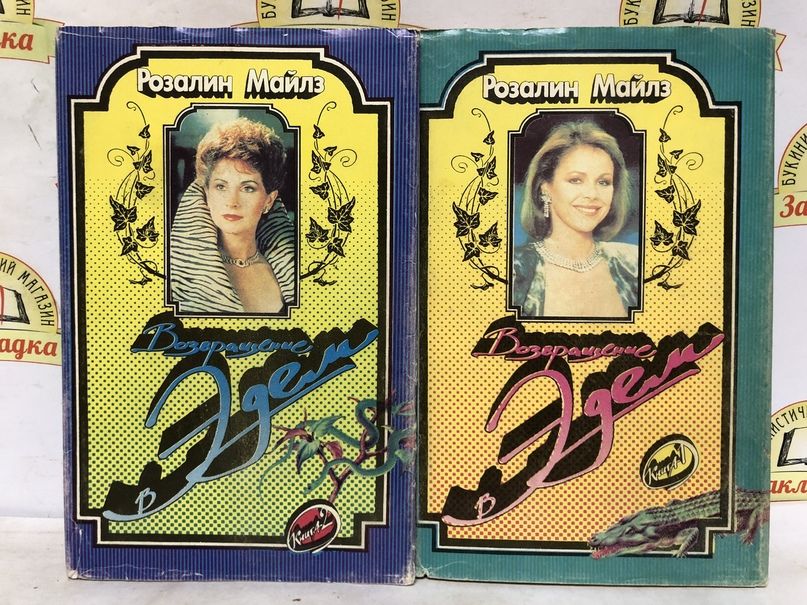 Розалин Майлз
Возвращение
в Эдем
Книга 2
Розалин Майлз
Возвращение
в Эдем
Книга 1